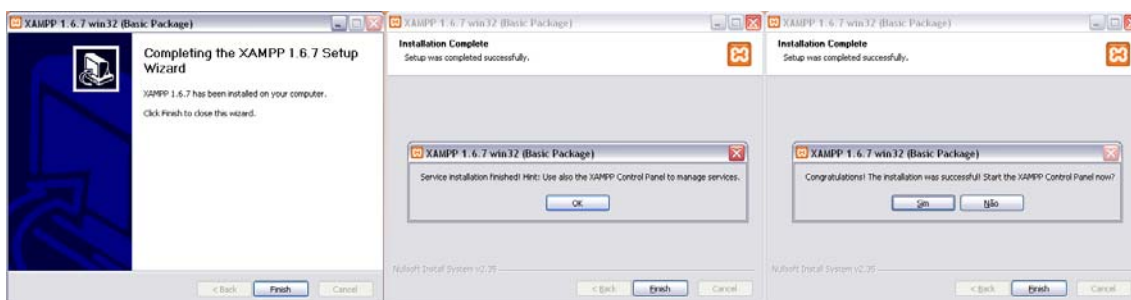 XAMPP 1.6.7 win32 (Basic Package)
Completing the XAMPP 1.6.7 Setup
Wizard
XAMPP 1.6.7 has been installed on your computer.
Click Finish to close this wizard.
< Back
Finish
Cancel
XAMPP 1.6.7 win32 (Basic Package)
Installation Complete
Setup was completed successfully.
XAMPP 1.6.7 win32 (Basic Package)
Service installation finished! Hint: Use also the XAMPP Control Panel to manage services.
OK
Nullsoft Install System v2.35
< Back
Finish
Cancel
XAMPP 1.6.7 win32 (Basic Package)
Installation Complete
Setup was completed successfully.
XAMPP 1.6.7 win32 (Basic Package)
Congratulations! The installation was successful! Start the XAMPP Control Panel now?
Sim
Não
Nullsoft Install System v2.35
< Back
Finish
Cancel